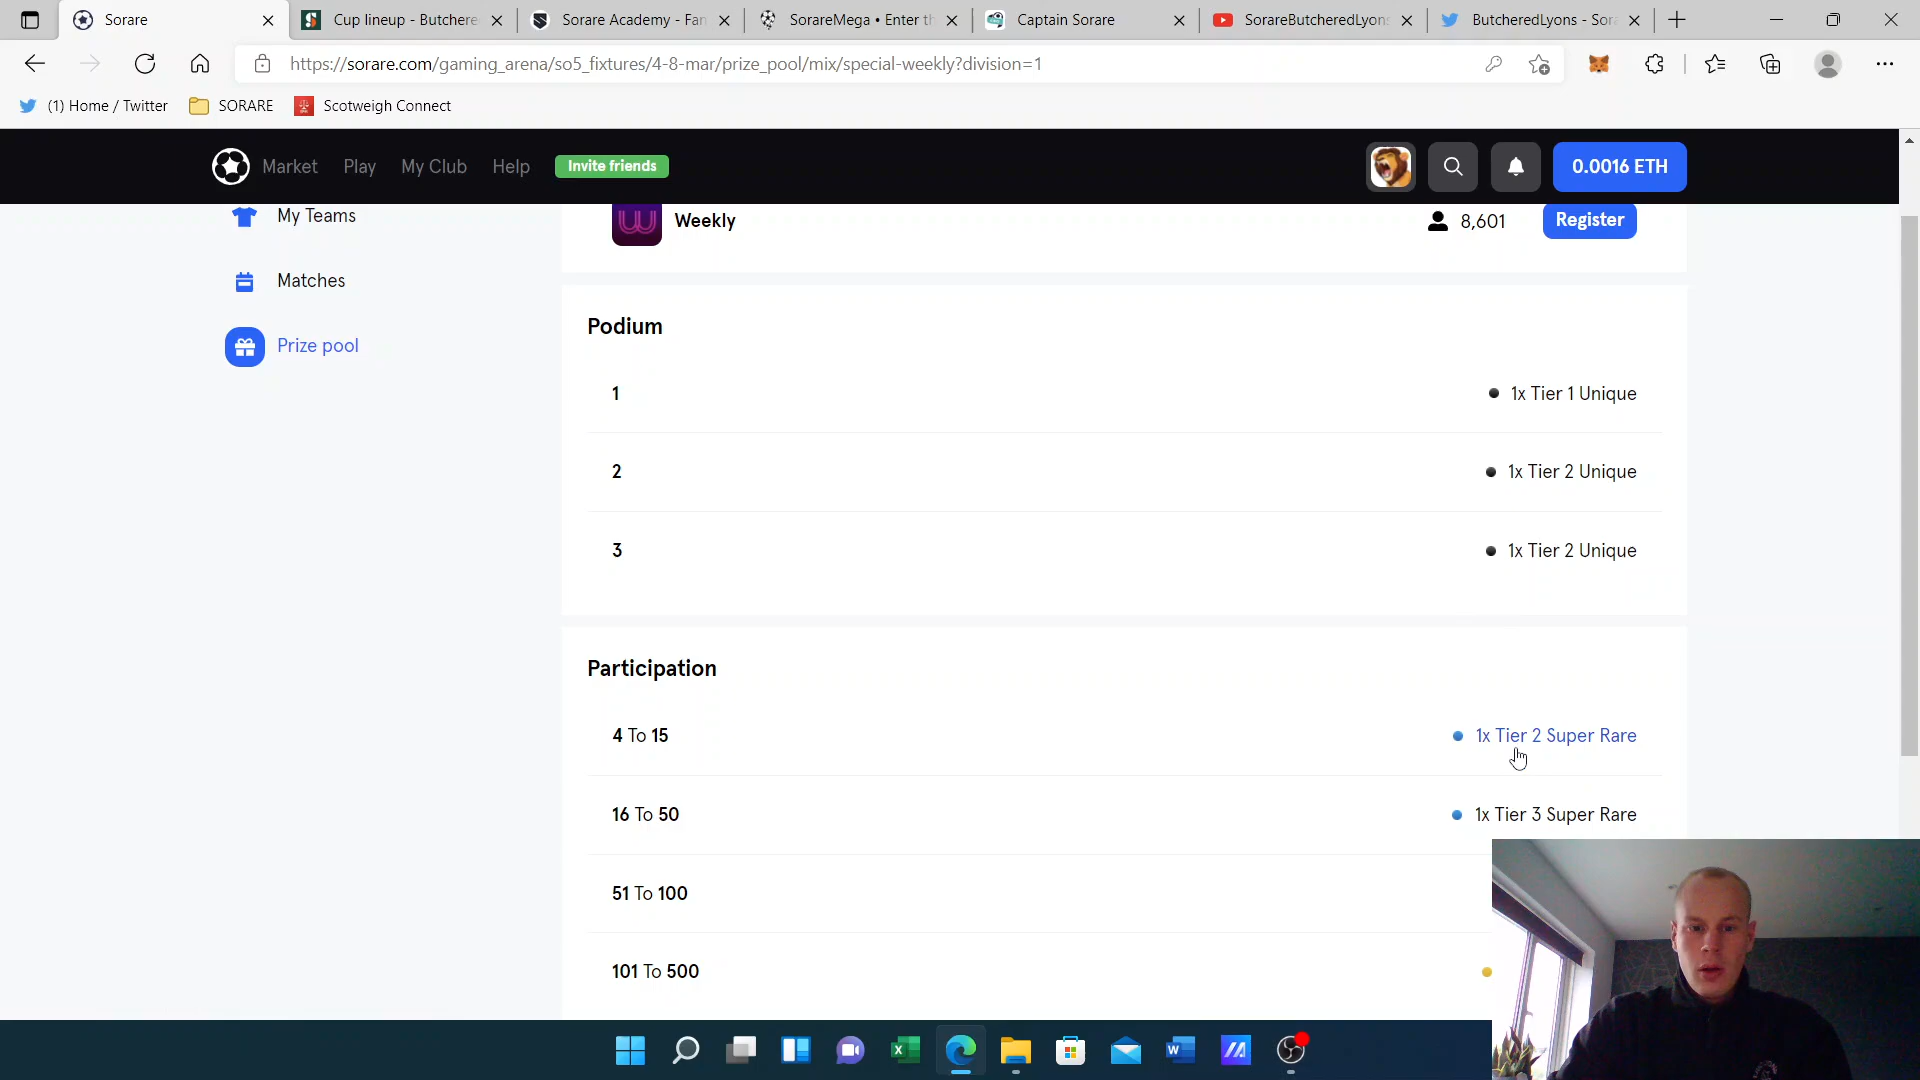 Sorare
Cup lineup - Butchere
Sorare Academy - Fan
SorareMega • Enter th
Captain Sorare
SorareButcheredLyons
ButcheredLyons - Sora
https://sorare.com/gaming_arena/so5_fixtures/4-8-mar/prize_pool/mix/special-weekly?division=1
(1) Home / Twitter
SORARE
Scotweigh Connect
Market
Play
My Club
Help
Invite friends
0.0016 ETH
My Teams
Weekly
8,601
Register
Matches
Prize pool
Podium
1
1x Tier 1 Unique
2
1x Tier 2 Unique
3
1x Tier 2 Unique
Participation
4 To 15
1x Tier 2 Super Rare
16 To 50
1x Tier 3 Super Rare
51 To 100
101 To 500